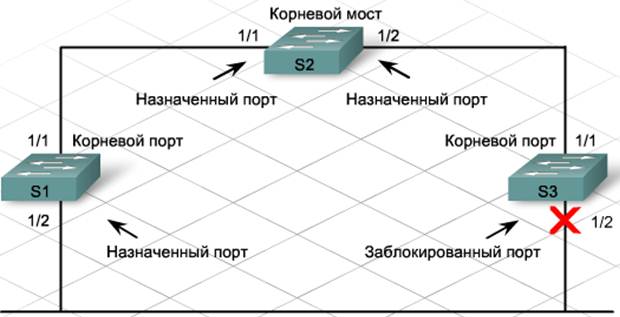 Корневой мост
1/1
1/2
S2
Назначенный порт
Назначенный порт
1/1
Корневой порт
Корневой порт
1/1
S1
S3
1/2
1/2
Назначенный порт
Заблокированный порт